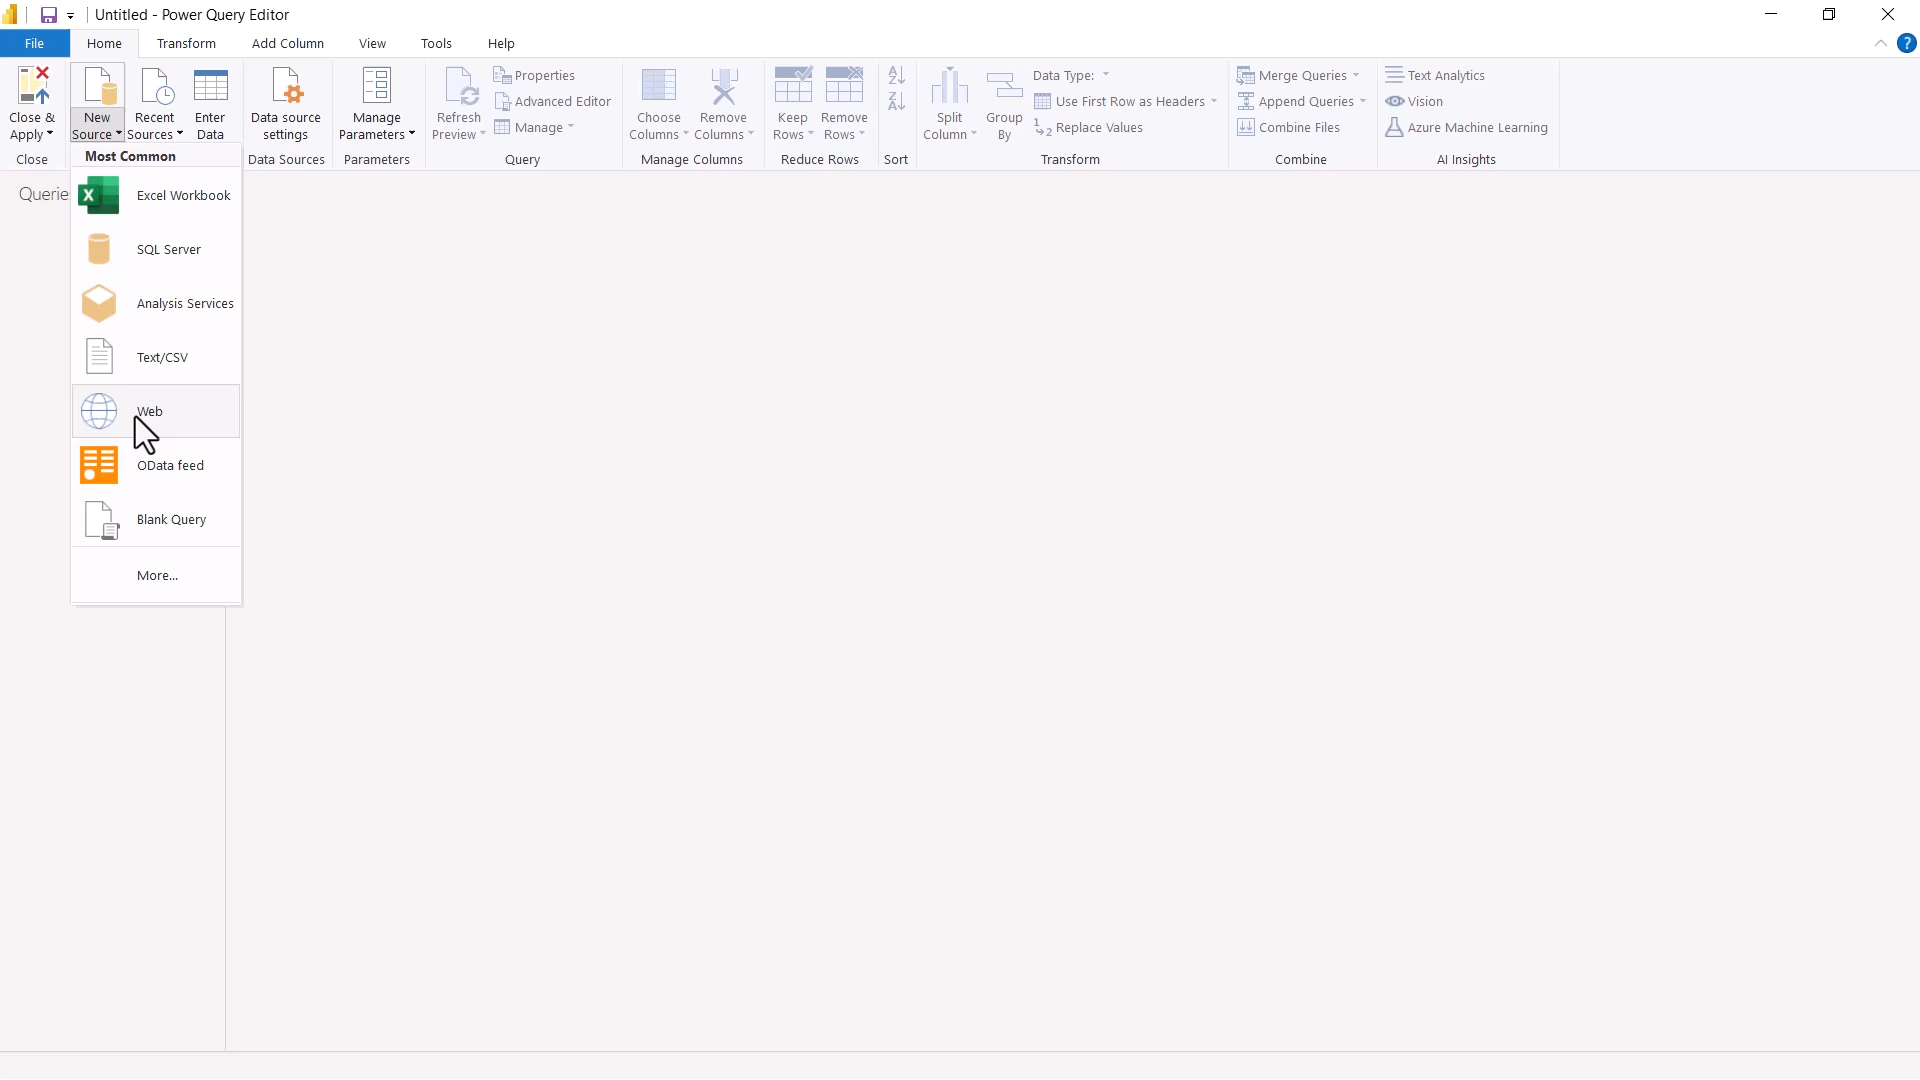 Untitled - Power Query Editor
File Home Transform Add Column View Tools Help ?
Close & Apply
New Source
Recent Sources
Enter Data
Data source settings
Manage Parameters
Refresh Preview
Properties
Advanced Editor
Manage
Choose Columns
Remove Columns
Keep Rows
Remove Rows
A Z
Z A
Split Column
Group By
Data Type:
Use First Row as Headers
1 2 Replace Values
Merge Queries
Append Queries
Combine Files
Text Analytics
Vision
Azure Machine Learning
Close
Data Sources
Parameters
Query
Manage Columns
Reduce Rows
Sort
Transform
Combine
AI Insights
Most Common
Querie
X Excel Workbook
SQL Server
Analysis Services
Text/CSV
Web
OData feed
Blank Query
More...